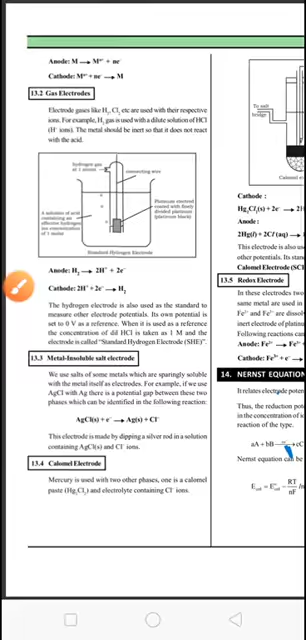 Anode: M ⟶ Mⁿ⁺ + ne⁻
Cathode: Mⁿ⁺ + ne⁻ ⟶ M
13.2 Gas Electrodes
Electrode gases like H₂, Cl₂ etc are used with their respective
ions. For example, H₂ gas is used with a dilute solution of HCl
(H⁺ ions). The metal should be inert so that it does not react
with the acid.
hydrogen gas
at 1 atmos
connecting wire
A solution of acid
containing an
effective hydrogen
ion concentration
of 1 molar
Platinum electrod
coated with finely
divided platinum
(platinum black)
Standard Hydrogen Electrode
Anode: H₂ ⟶ 2H⁺ + 2e⁻
Cathode: 2H⁺ + 2e⁻ ⟶ H₂
The hydrogen electrode is also used as the standard to
measure other electrode potentials. Its own potential is
set to 0 V as a reference. When it is used as a reference
the concentration of dil HCl is taken as 1 M and the
electrode is called "Standard Hydrogen Electrode (SHE)".
13.3 Metal-Insoluble salt electrode
We use salts of some metals which are sparingly soluble
with the metal itself as electrodes. For example, if we use
AgCl with Ag there is a potential gap between these two
phases which can be identified in the following reaction:
AgCl(s) + e⁻ ⟶ Ag(s) + Cl⁻
This electrode is made by dipping a silver rod in a solution
containing AgCl(s) and Cl⁻ ions.
13.4 Calomel Electrode
Mercury is used with two other phases, one is a calomel
paste (Hg₂Cl₂) and electrolyte containing Cl⁻ ions.
To salt
bridge
Calomel e
Cathode :
Hg₂Cl₂(s) + 2e⁻ ⟶ 2H
Anode :
2Hg(l) + 2Cl⁻(aq) ⟶
This electrode is also us
other potentials. Its stan
Calomel Electrode (SC
13.5 Redox Electrode
In these electrodes two
same metal are used in
Fe²⁺ and Fe³⁺ are dissol
inert electrode of platinu
Following reactions can
Anode: Fe²⁺ ⟶ Fe³⁺
Cathode: Fe³⁺ + e⁻ ⟶
14. NERNST EQUATION
It relates electrode poten
Thus, the reduction pote
in the concentration of io
reaction of the type.
aA + bB ⟶ cC
Nernst equation can be
E cell = E° cell − RT/nF ln